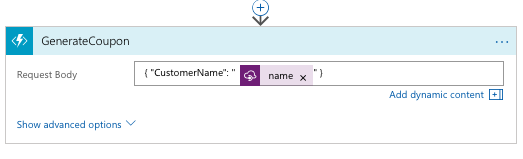 GenerateCoupon
Request Body { "CustomerName": " name x " }
Add dynamic content
Show advanced options